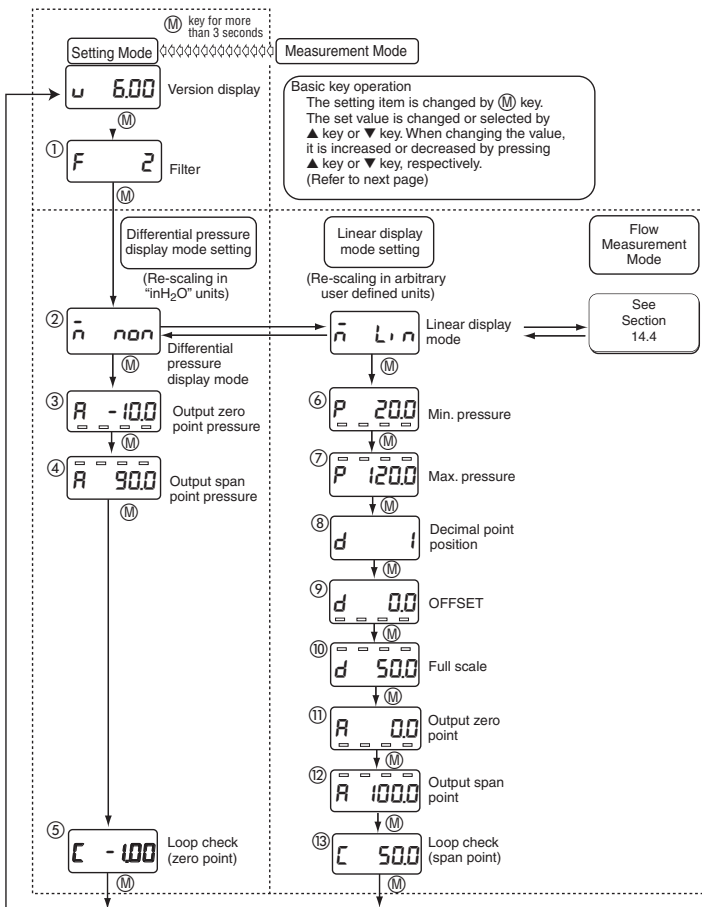 Ⓜ key for more
than 3 seconds
Setting Mode
Measurement Mode
υ 6.00
Version display
Ⓜ
①
F 2
Filter
Ⓜ
Basic key operation
The setting item is changed by Ⓜ key.
The set value is changed or selected by
▲ key or ▼ key. When changing the value,
it is increased or decreased by pressing
▲ key or ▼ key, respectively.
(Refer to next page)
Differential pressure
display mode setting
(Re-scaling in
“inH₂O” units)
Linear display
mode setting
(Re-scaling in arbitrary
user defined units)
Flow
Measurement
Mode
See
Section
14.4
②
n̄ non
Differential
pressure
display mode
Ⓜ
③
A -10.0
Output zero
point pressure
Ⓜ
④
A 90.0
Output span
point pressure
Ⓜ
⑤
C -1.00
Loop check
(zero point)
Ⓜ
n̄ Lin
Linear display
mode
Ⓜ
⑥
P 20.0
Min. pressure
Ⓜ
⑦
P 120.0
Max. pressure
Ⓜ
⑧
d 1
Decimal point
position
Ⓜ
⑨
d 0.0
OFFSET
Ⓜ
⑩
d 50.0
Full scale
Ⓜ
⑪
A 0.0
Output zero
point
Ⓜ
⑫
A 100.0
Output span
point
Ⓜ
⑬
C 50.0
Loop check
(span point)
Ⓜ